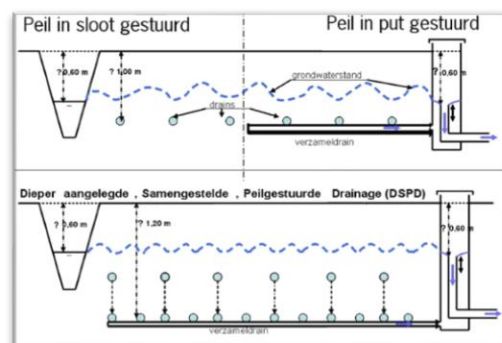 Peil in sloot gestuurd
Peil in put gestuurd
? 0,60 m
? 1,00 m
grondwaterstand
? 0,60 m
drains
verzameldrain
Dieper aangelegde , Samengestelde , Peilgestuurde Drainage (DSPD)
? 0,60 m
? 1,20 m
? 0,60 m
verzameldrain